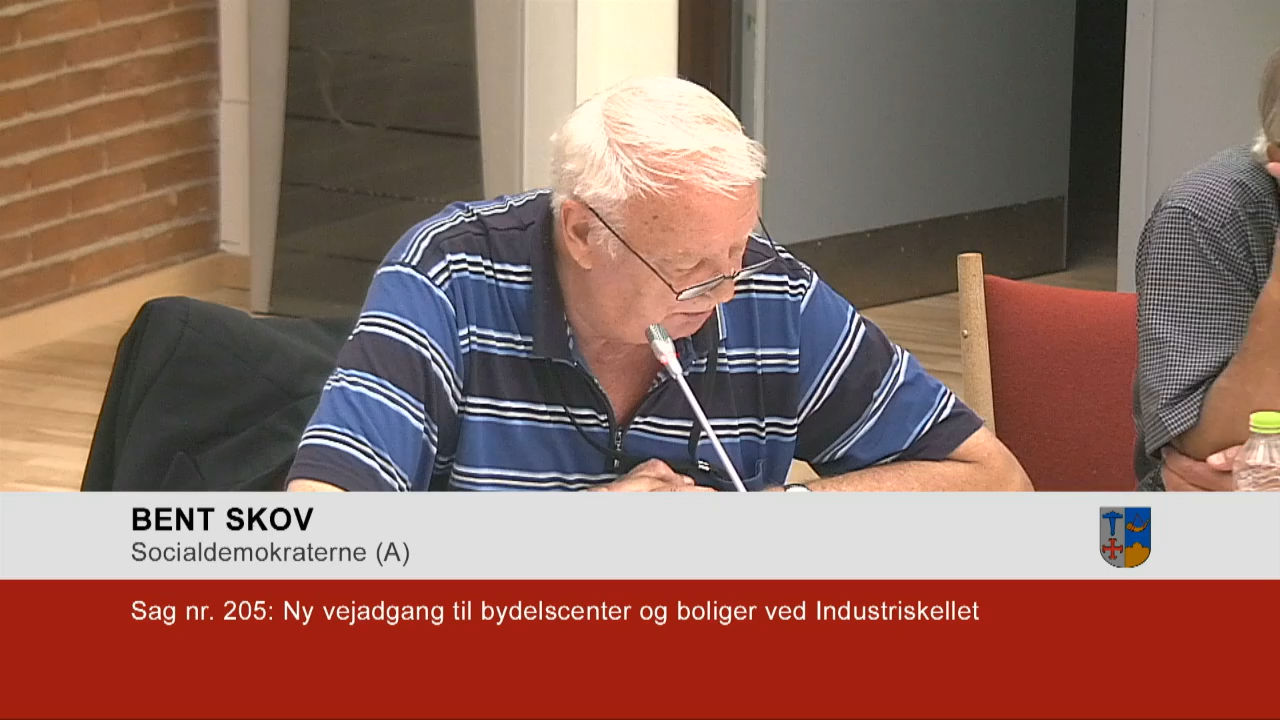 BENT SKOV
Socialdemokraterne (A)
Sag nr. 205: Ny vejadgang til bydelscenter og boliger ved Industriskellet